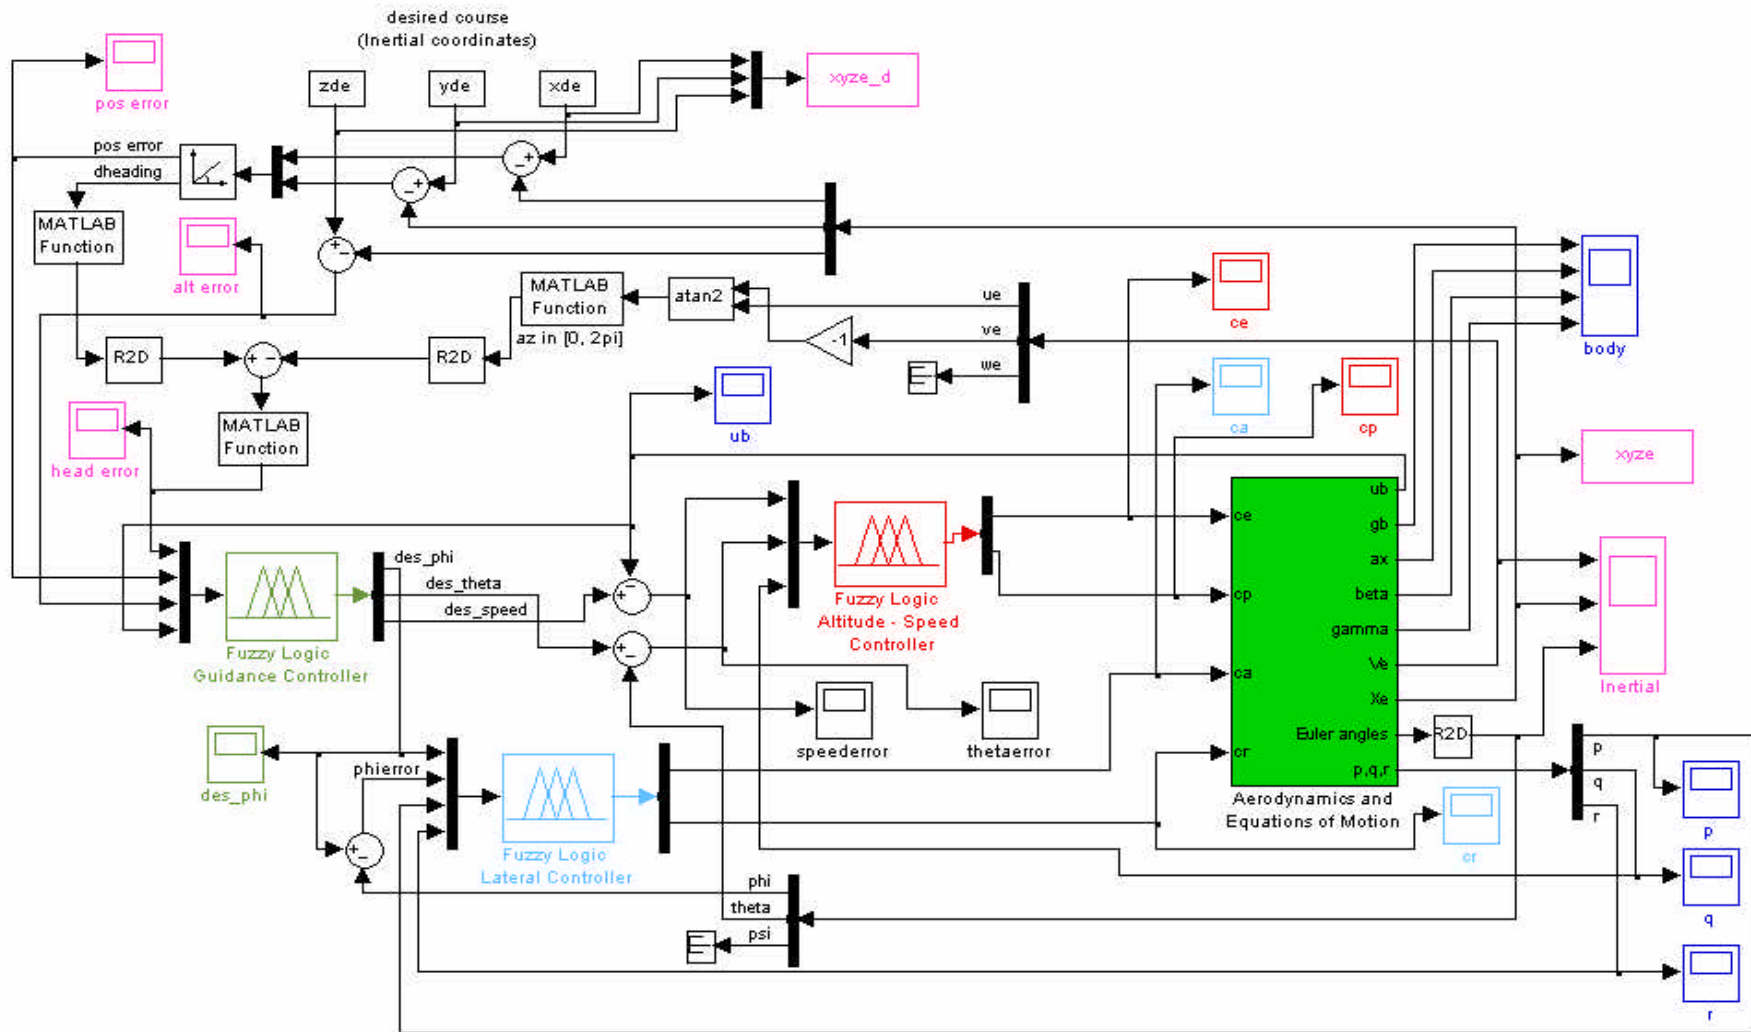 desired course
(Inertial coordinates)
pos error
zde
yde
xde
xyze_d
pos error
dheading
MATLAB
Function
alt error
MATLAB
Function
az in [0, 2pi]
atan2
-1
ue
ve
we
ce
body
R2D
R2D
MATLAB
Function
head error
ub
ca
cp
xyze
ub
gb
ax
beta
gamma
Ve
Xe
Euler angles
p,q,r
ce
cp
ca
cr
Aerodynamics and
Equations of Motion
des_phi
des_theta
des_speed
Fuzzy Logic
Guidance Controller
Fuzzy Logic
Altitude - Speed
Controller
Inertial
R2D
speederror
thetaerror
des_phi
phierror
Fuzzy Logic
Lateral Controller
cr
p
q
r
p
q
r
phi
theta
psi